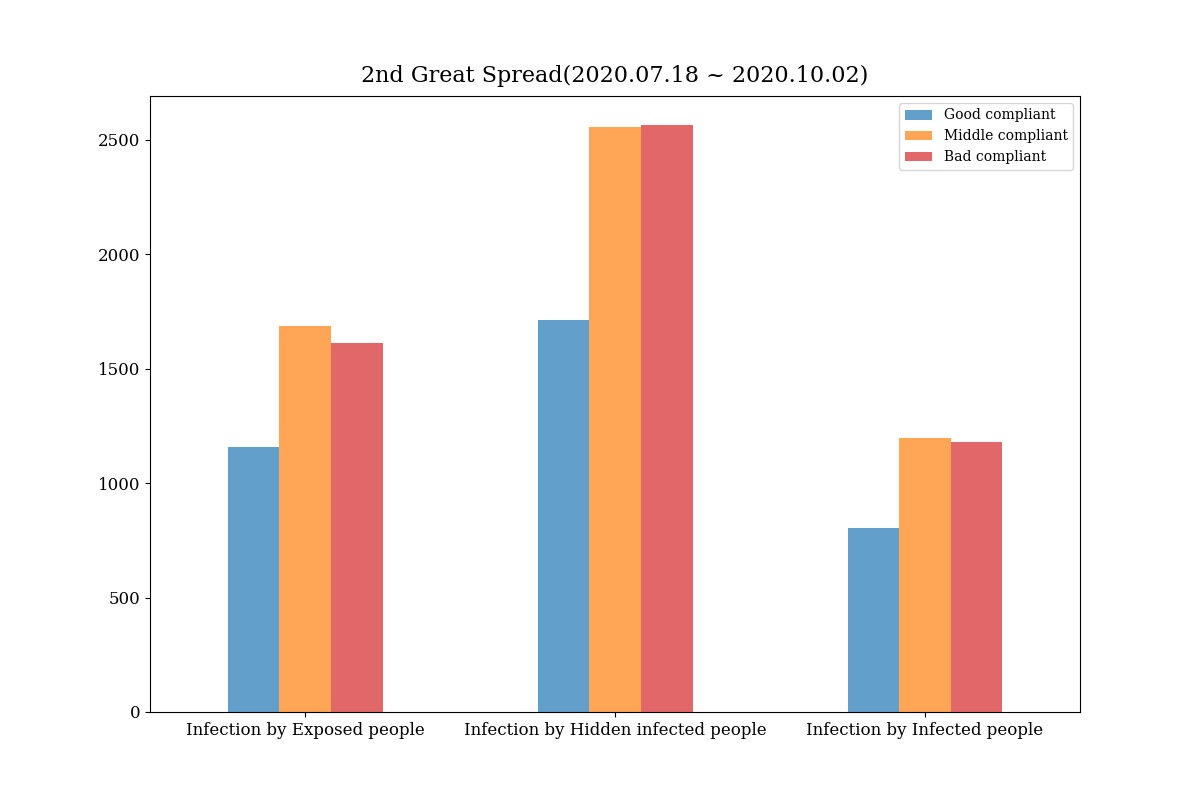 2nd Great Spread(2020.07.18 ~ 2020.10.02)
Good compliant
Middle compliant
Bad compliant
2500
2000
1500
1000
500
0
Infection by Exposed people
Infection by Hidden infected people
Infection by Infected people